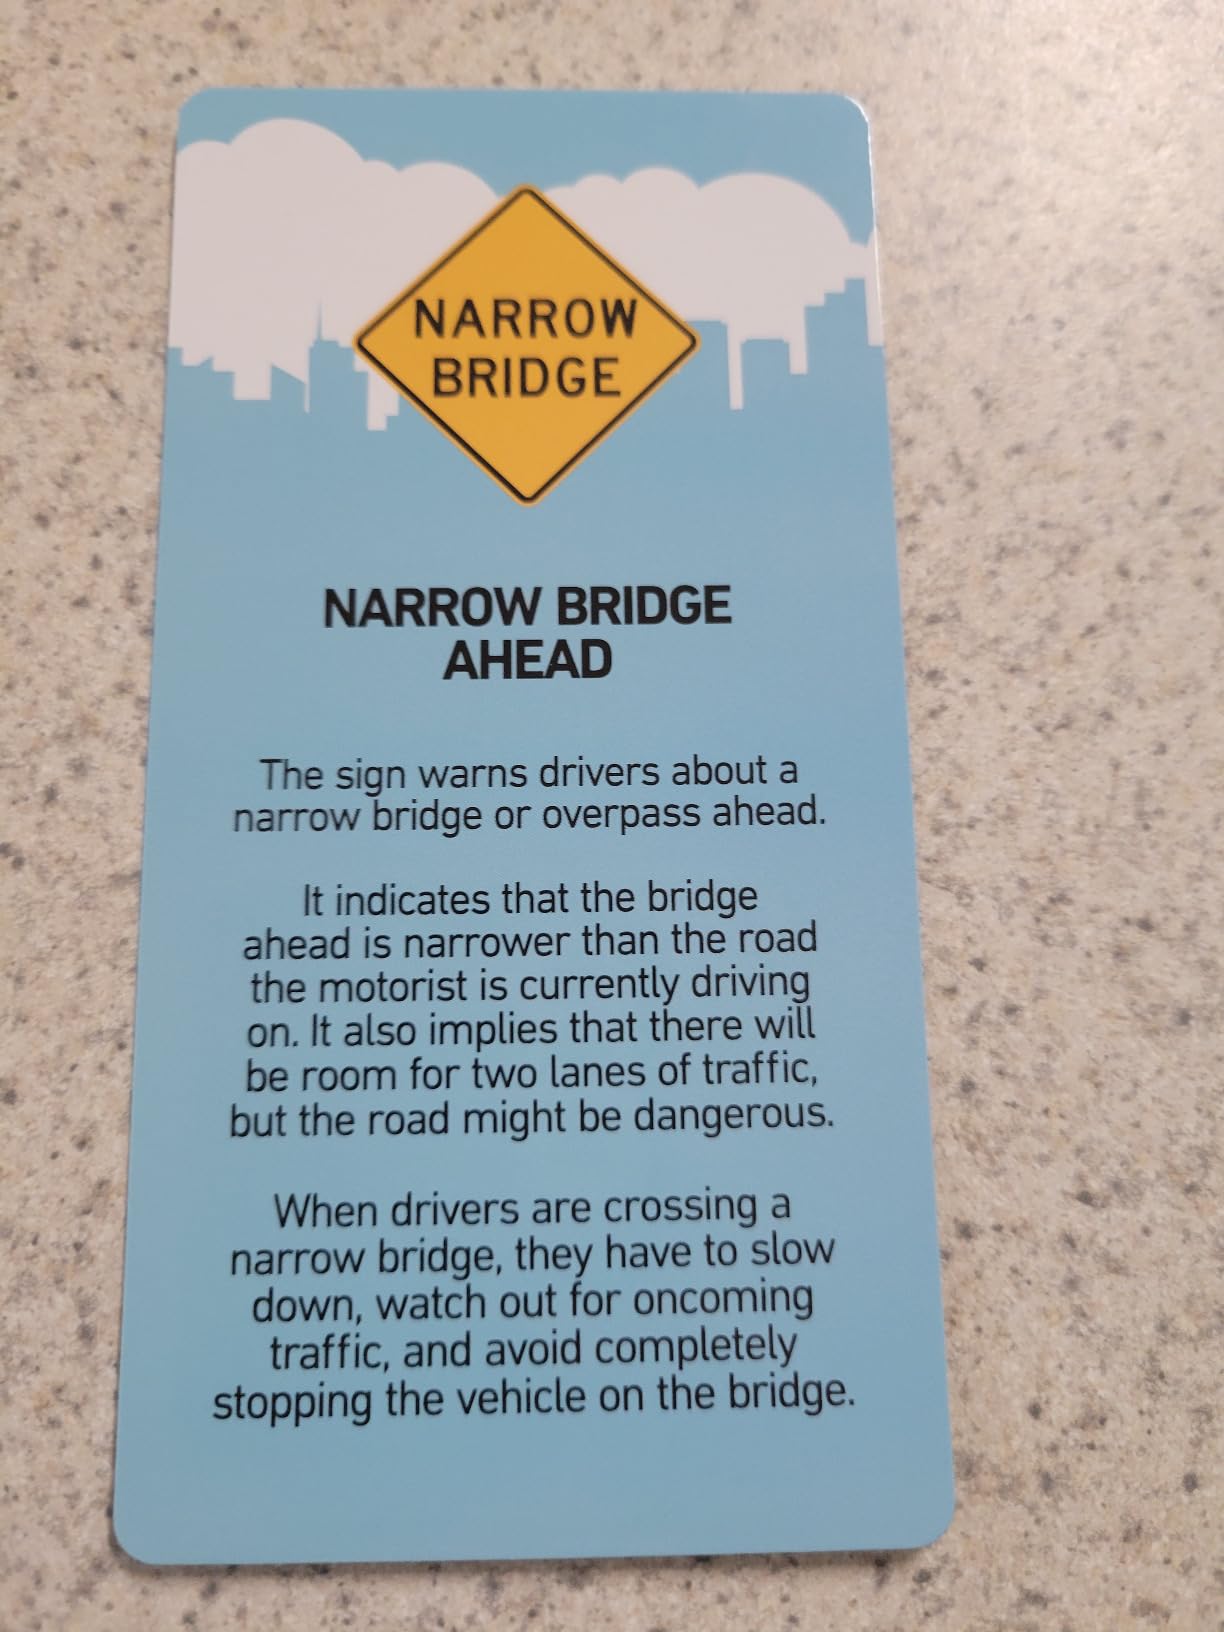 NARROW
BRIDGE
NARROW BRIDGE
AHEAD
The sign warns drivers about a
narrow bridge or overpass ahead.
It indicates that the bridge
ahead is narrower than the road
the motorist is currently driving
on. It also implies that there will
be room for two lanes of traffic,
but the road might be dangerous.
When drivers are crossing a
narrow bridge, they have to slow
down, watch out for oncoming
traffic, and avoid completely
stopping the vehicle on the bridge.